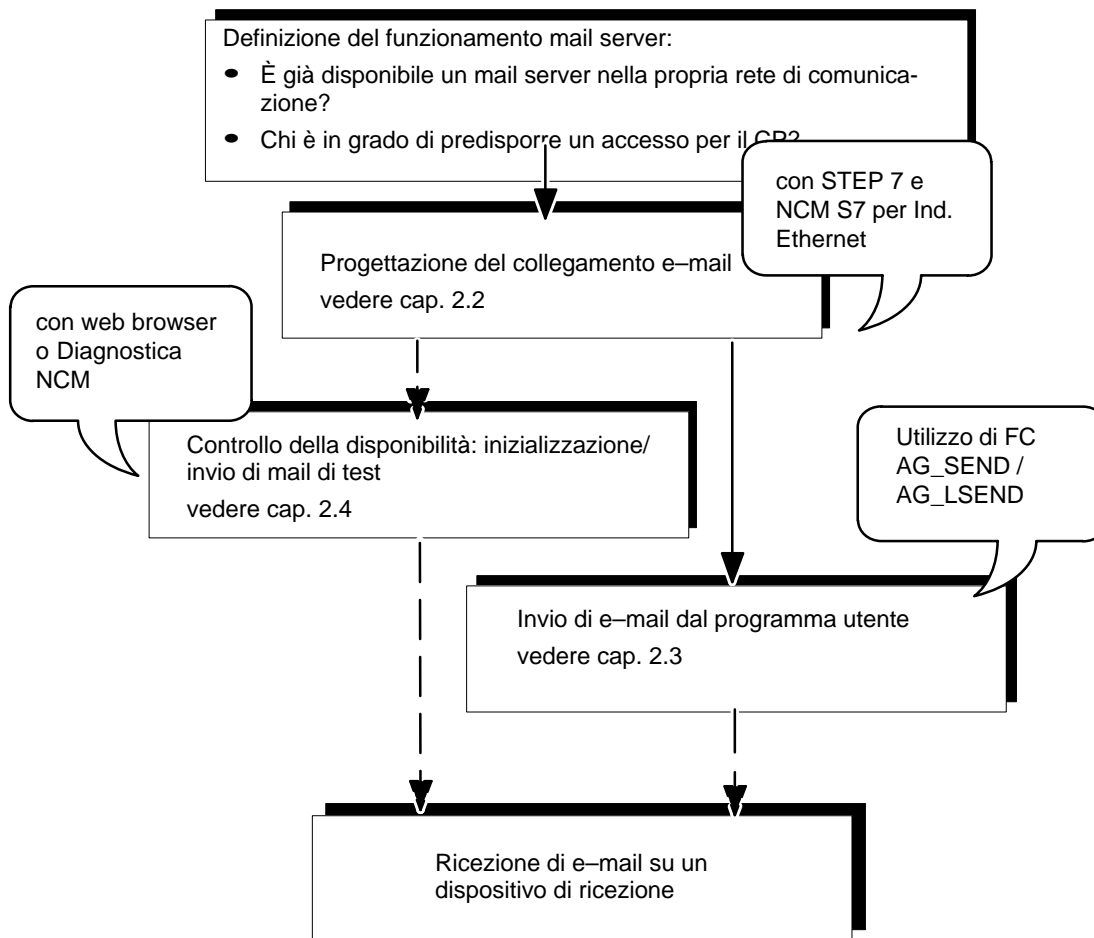 Definizione del funzionamento mail server:
● È già disponibile un mail server nella propria rete di comunica-
zione?
● Chi è in grado di predisporre un accesso per il CP?
con STEP 7 e
NCM S7 per Ind.
Ethernet
Progettazione del collegamento e–mail
vedere cap. 2.2
con web browser
o Diagnostica
NCM
Controllo della disponibilità: inizializzazione/
invio di mail di test
vedere cap. 2.4
Utilizzo di FC
AG_SEND /
AG_LSEND
Invio di e–mail dal programma utente
vedere cap. 2.3
Ricezione di e–mail su un
dispositivo di ricezione